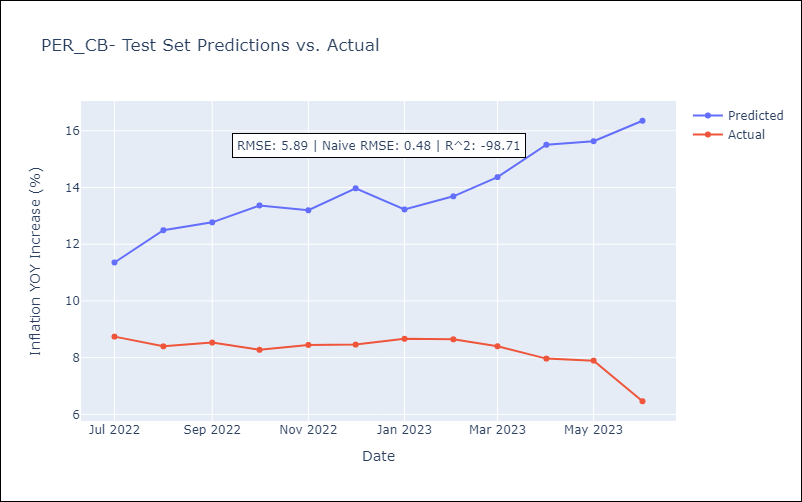 PER_CB- Test Set Predictions vs. Actual
Predicted
Actual
RMSE: 5.89 | Naive RMSE: 0.48 | R^2: -98.71
Inflation YOY Increase (%)
16
14
12
10
8
6
Jul 2022 Sep 2022 Nov 2022 Jan 2023 Mar 2023 May 2023
Date